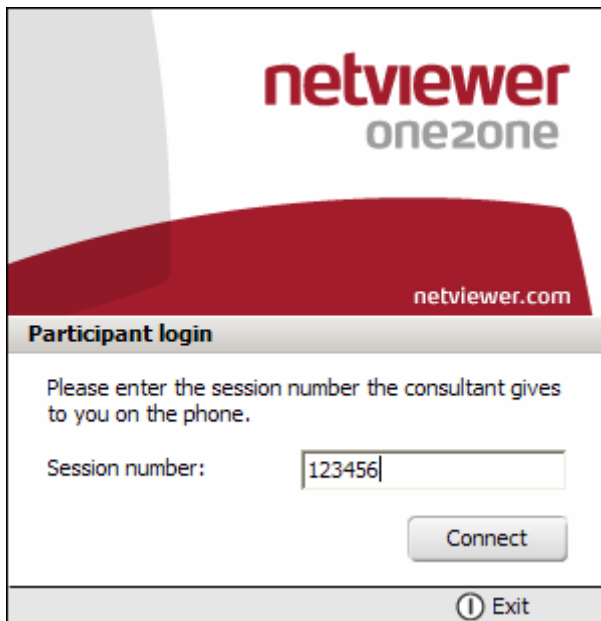 netviewer
one2one
netviewer.com
Participant login
Please enter the session number the consultant gives
to you on the phone.
Session number: 123456
Connect
Exit